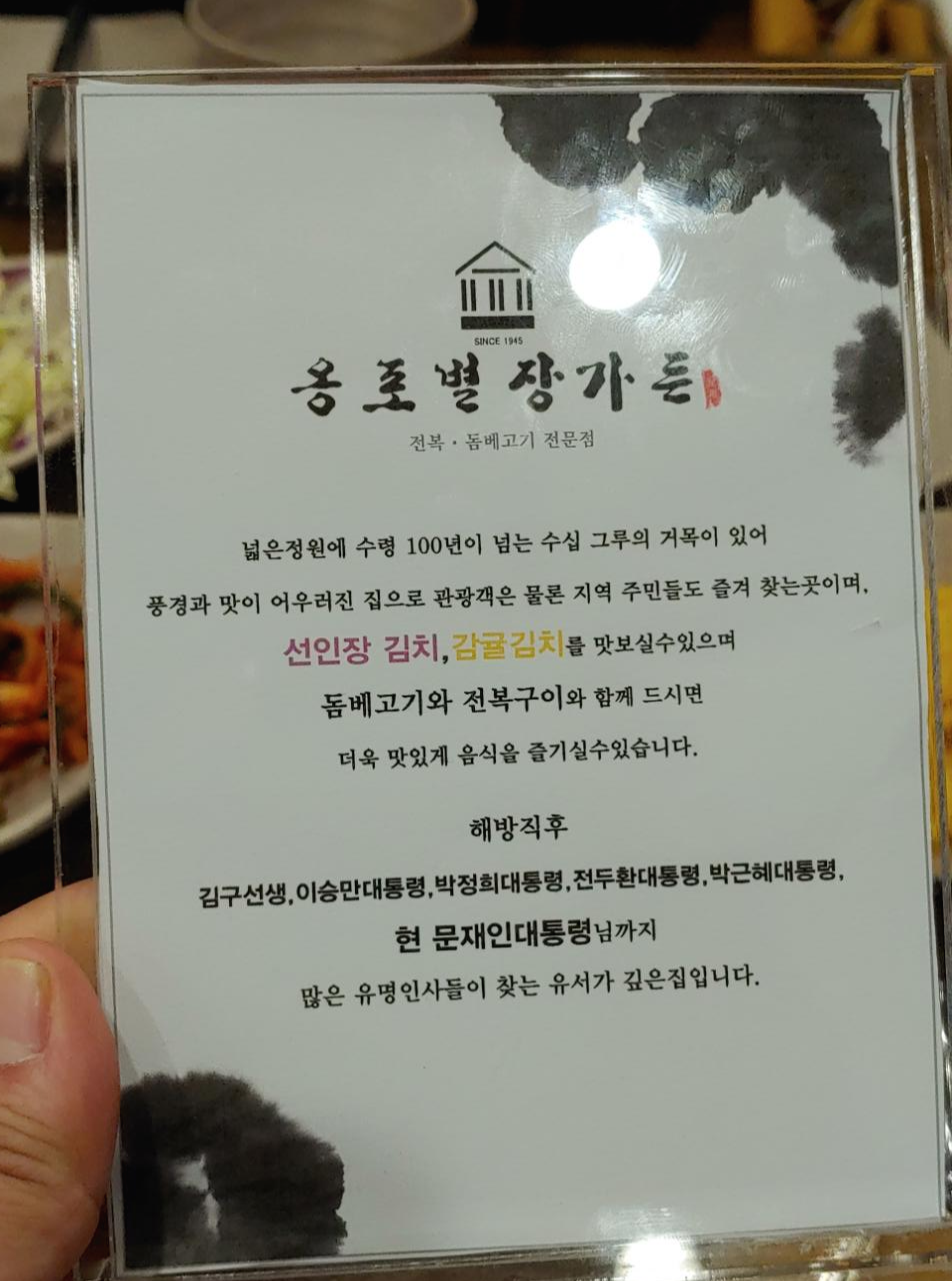 SINCE 1945
옹포별장가든
전복·돔베고기 전문점
넓은정원에 수령 100년이 넘는 수십 그루의 거목이 있어
풍경과 맛이 어우러진 집으로 관광객은 물론 지역 주민들도 즐겨 찾는곳이며,
선인장 김치,감귤김치를 맛보실수있으며
돔베고기와 전복구이와 함께 드시면
더욱 맛있게 음식을 즐기실수있습니다.
해방직후
김구선생,이승만대통령,박정희대통령,전두환대통령,박근혜대통령,
현 문재인대통령님까지
많은 유명인사들이 찾는 유서가 깊은집입니다.